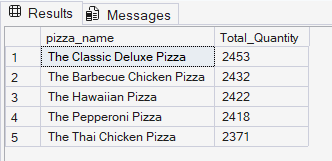 Results Messages
pizza_name Total_Quantity
1 The Classic Deluxe Pizza 2453
2 The Barbecue Chicken Pizza 2432
3 The Hawaiian Pizza 2422
4 The Pepperoni Pizza 2418
5 The Thai Chicken Pizza 2371